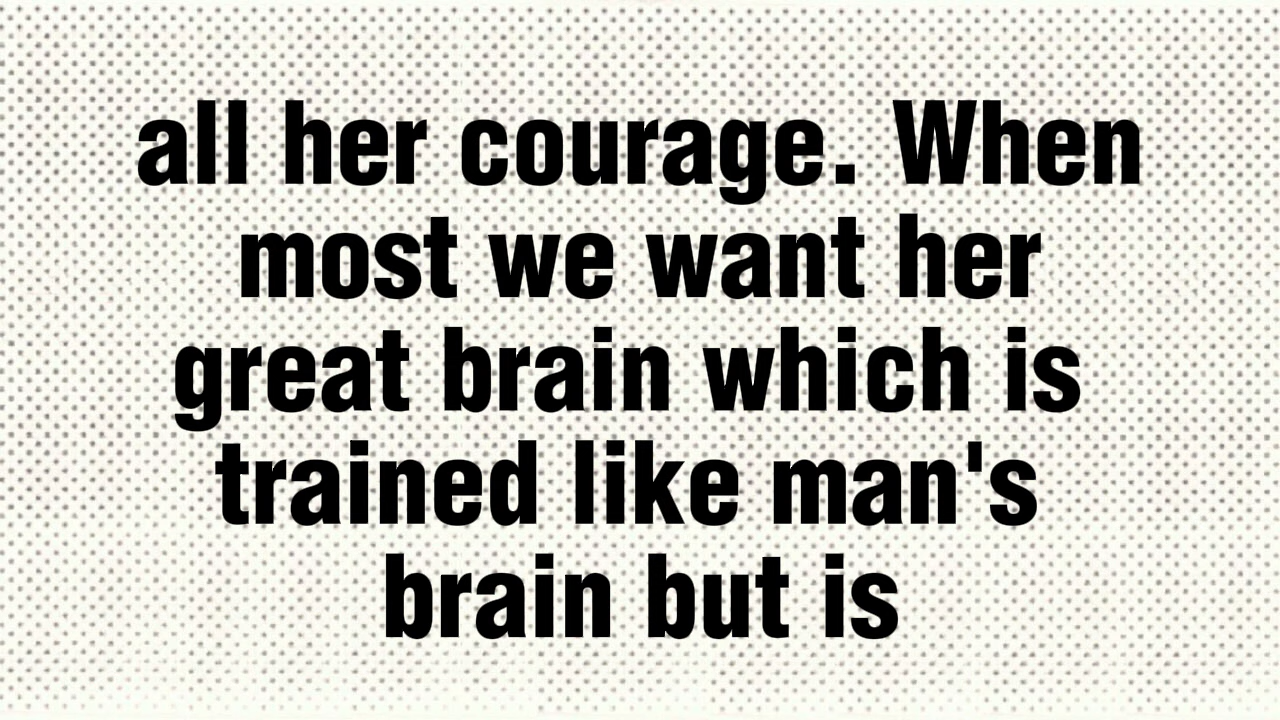 all her courage. When
most we want her
great brain which is
trained like man's
brain but is